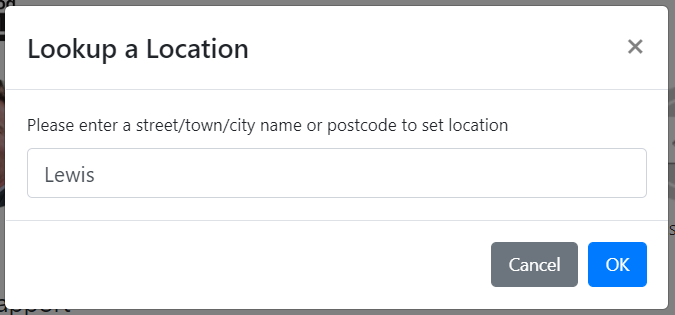 Lookup a Location
×
Please enter a street/town/city name or postcode to set location
Lewis
Cancel
OK